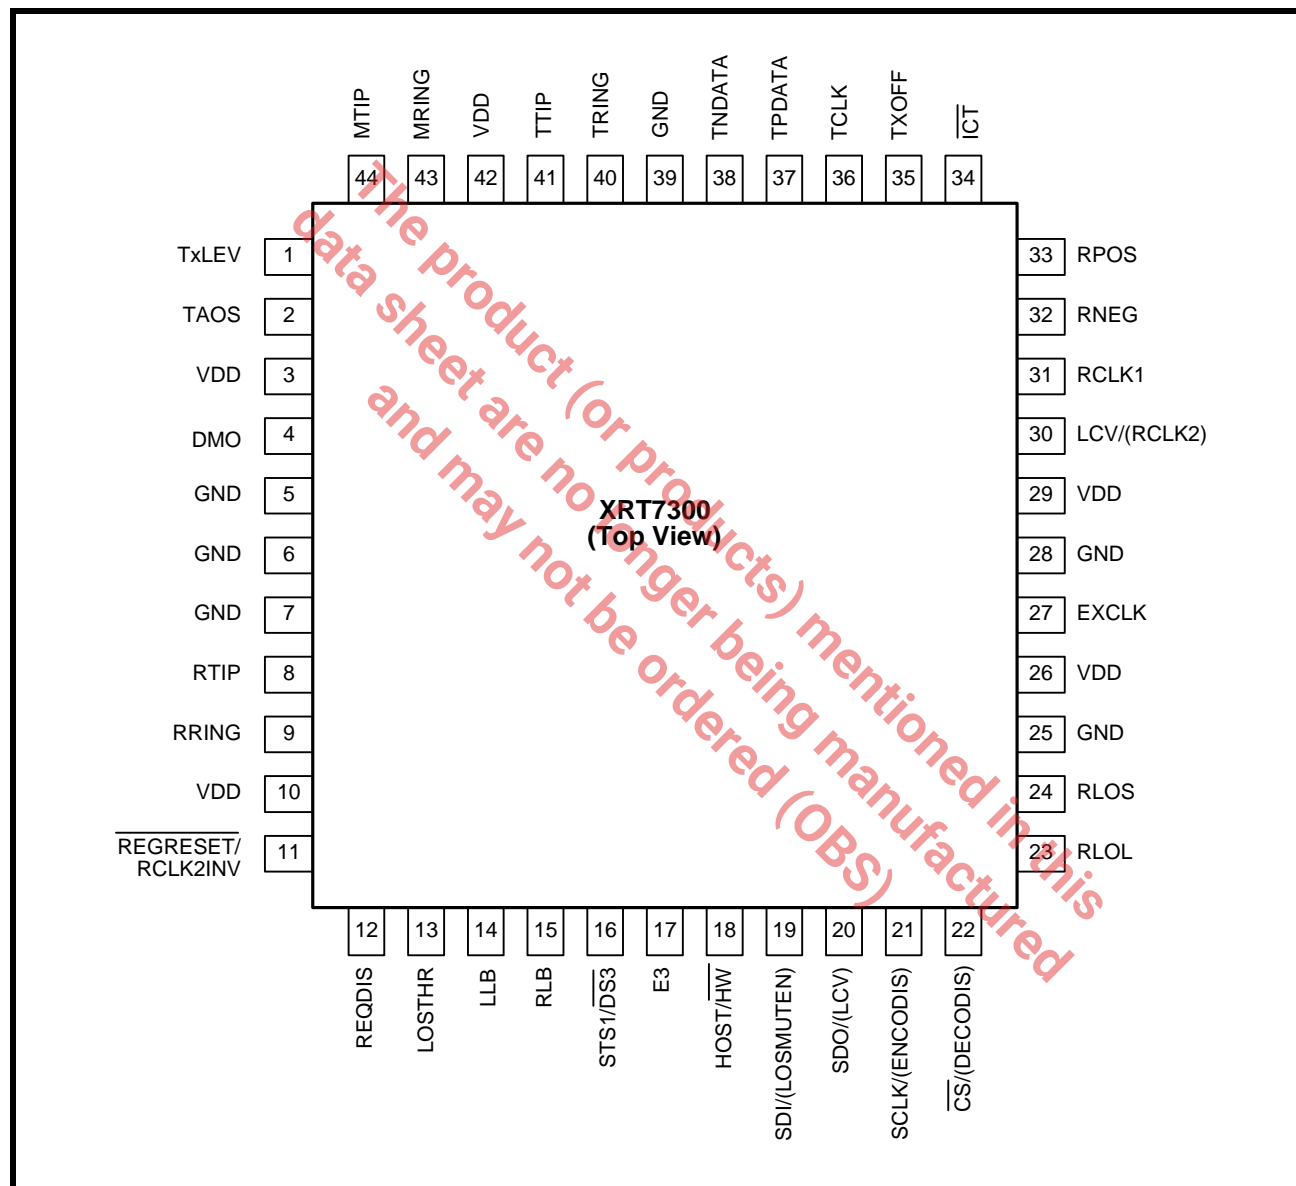 MTIP
MRING
VDD
TTIP
TRING
GND
TNDATA
TPDATA
TCLK
TXOFF
ICT
44 43 42 41 40 39 38 37 36 35 34
TxLEV 1
TAOS 2
VDD 3
DMO 4
GND 5
GND 6
GND 7
RTIP 8
RRING 9
VDD 10
REGRESET/
RCLK2INV 11
33 RPOS
32 RNEG
31 RCLK1
30 LCV/(RCLK2)
29 VDD
28 GND
27 EXCLK
26 VDD
25 GND
24 RLOS
23 RLOL
XRT7300
(Top View)
12 13 14 15 16 17 18 19 20 21 22
REQDIS
LOSTHR
LLB
RLB
STS1/DS3
E3
HOST/HW
SDI/(LOSMUTEN)
SDO/(LCV)
SCLK/(ENCODIS)
CS/(DECODIS)
The product (or products) mentioned in this
data sheet are no longer being manufactured
and may not be ordered (OBS)